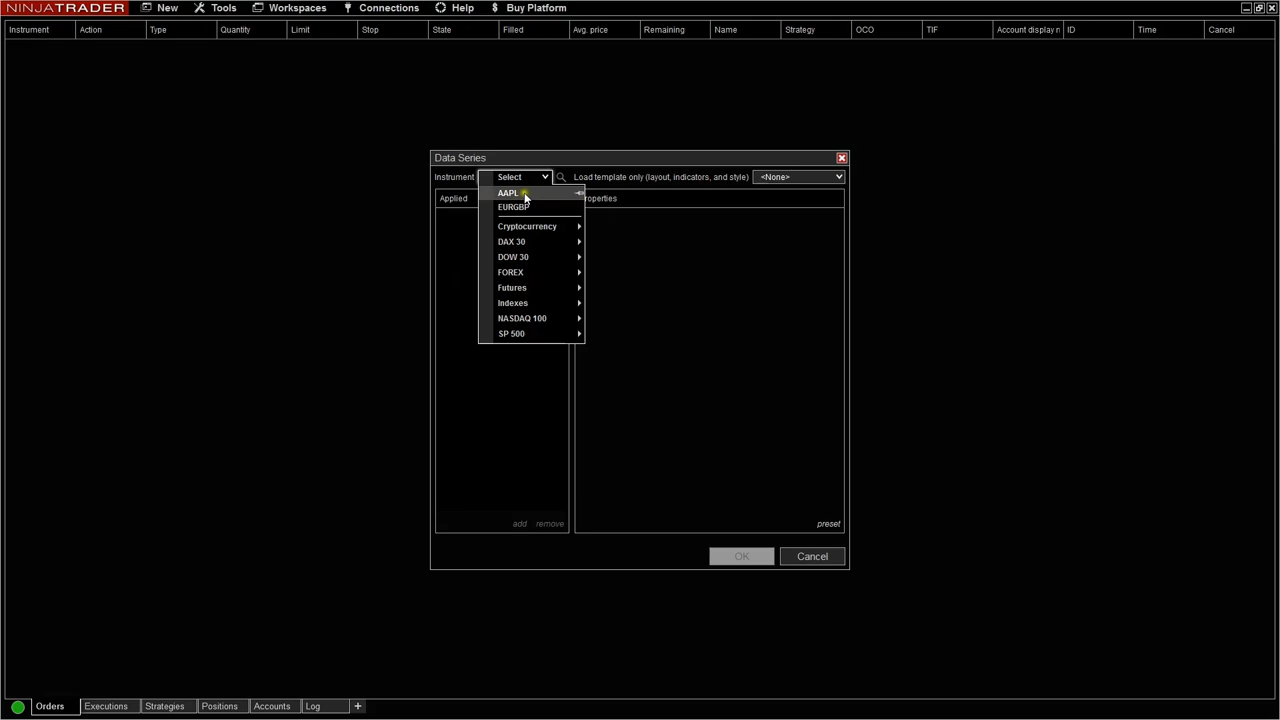 NINJATRADER New Tools Workspaces Connections Help $ Buy Platform
Instrument Action Type Quantity Limit Stop State Filled Avg. price Remaining Name Strategy OCO TIF Account display n ID Time Cancel
Data Series
Instrument Select Load template only (layout, indicators, and style) <None>
AAPL
Applied roperties
EURGBP
Cryptocurrency
DAX 30
DOW 30
FOREX
Futures
Indexes
NASDAQ 100
SP 500
add remove preset
OK Cancel
Orders Executions Strategies Positions Accounts Log +